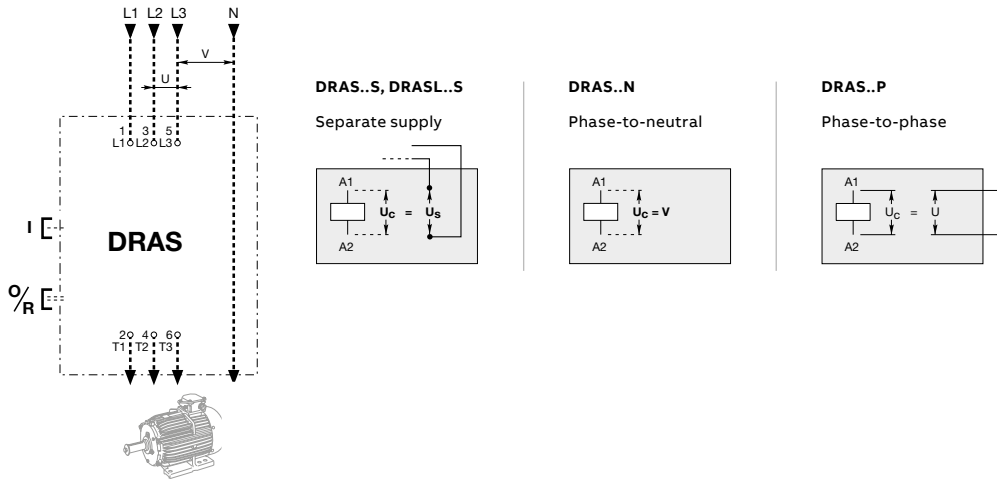 L1 L2 L3 N
V
U
1 3 5
L1 L2 L3
I
DRAS
O/R
2 4 6
T1 T2 T3
DRAS..S, DRASL..S
Separate supply
A1
UC = US
A2
DRAS..N
Phase-to-neutral
A1
UC = V
A2
DRAS..P
Phase-to-phase
A1
UC = U
A2